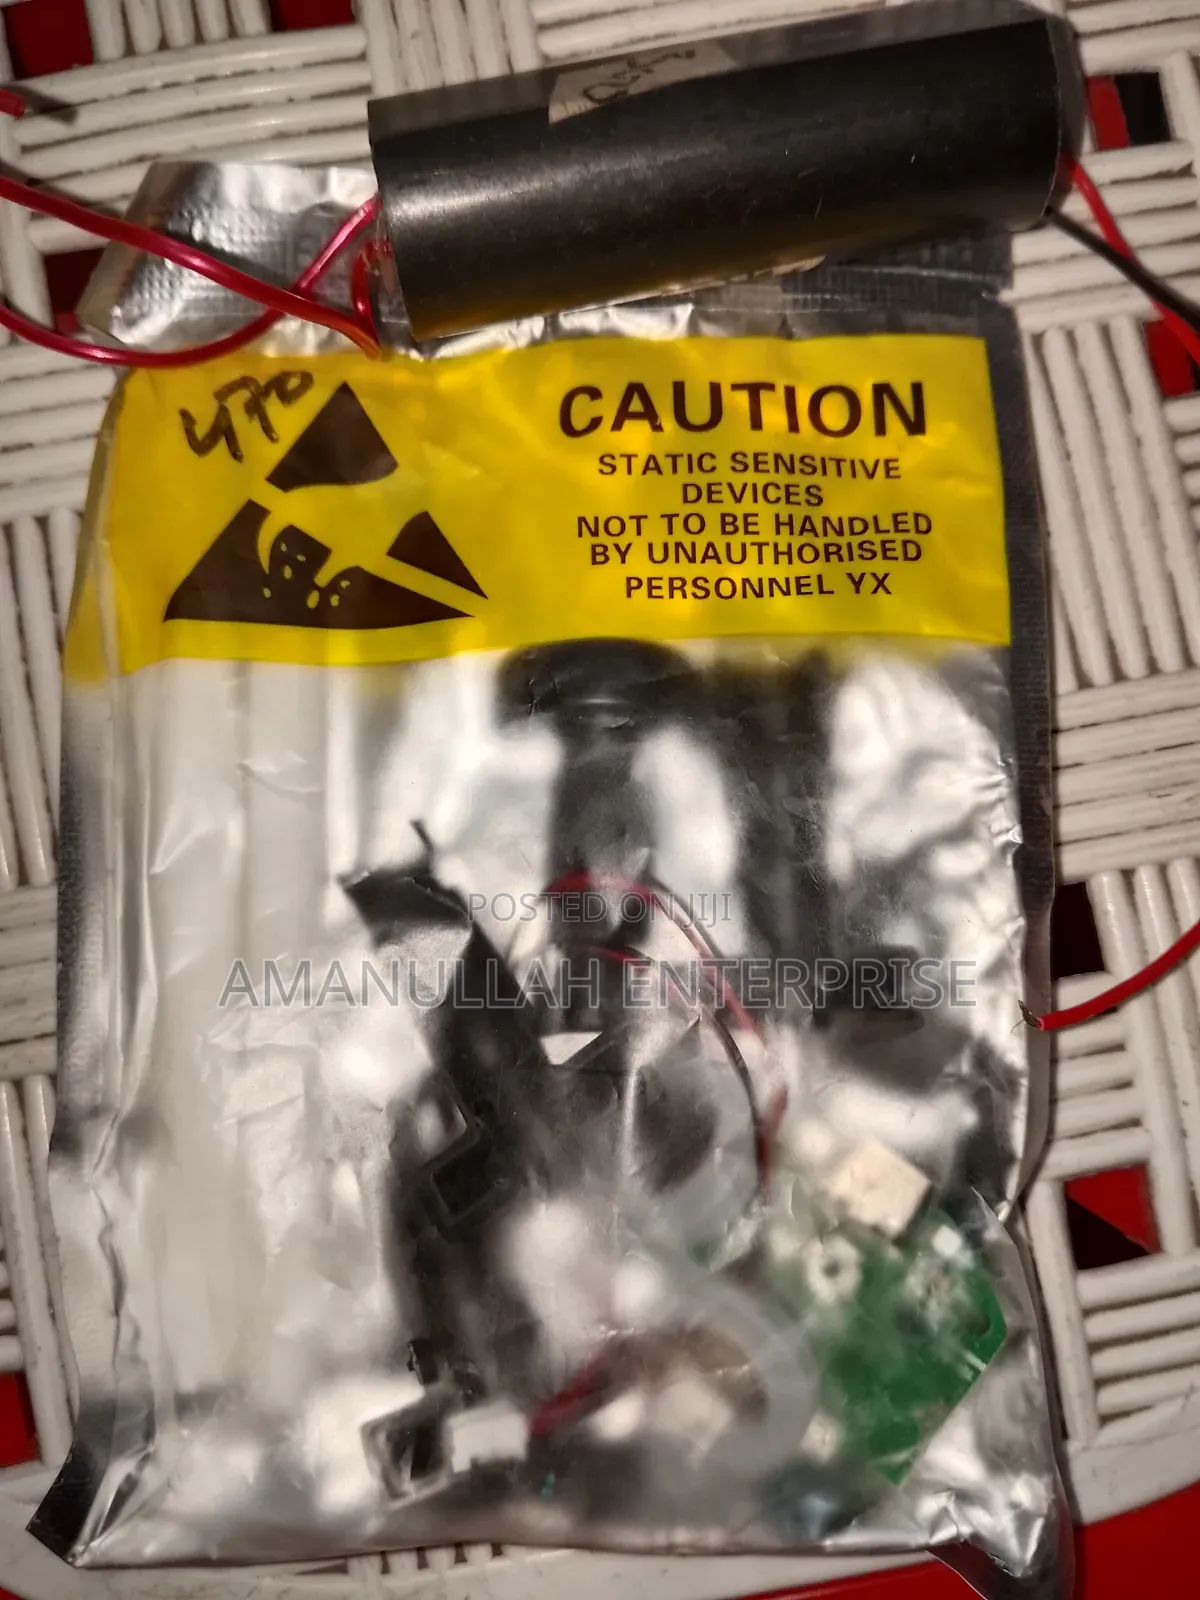 470
CAUTION
STATIC SENSITIVE
DEVICES
NOT TO BE HANDLED
BY UNAUTHORISED
PERSONNEL YX
POSTED ON JIJI
AMANULLAH ENTERPRISE